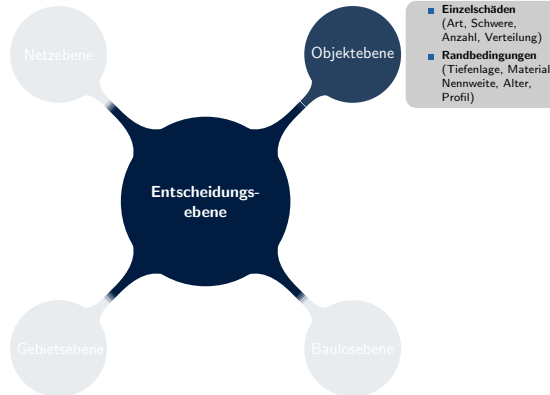 Netzebene
Objektebene
Einzelschäden
(Art, Schwere,
Anzahl, Verteilung)
Randbedingungen
(Tiefenlage, Material
Nennweite, Alter,
Profil)
Entscheidungs-
ebene
Gebietsebene
Baulosebene